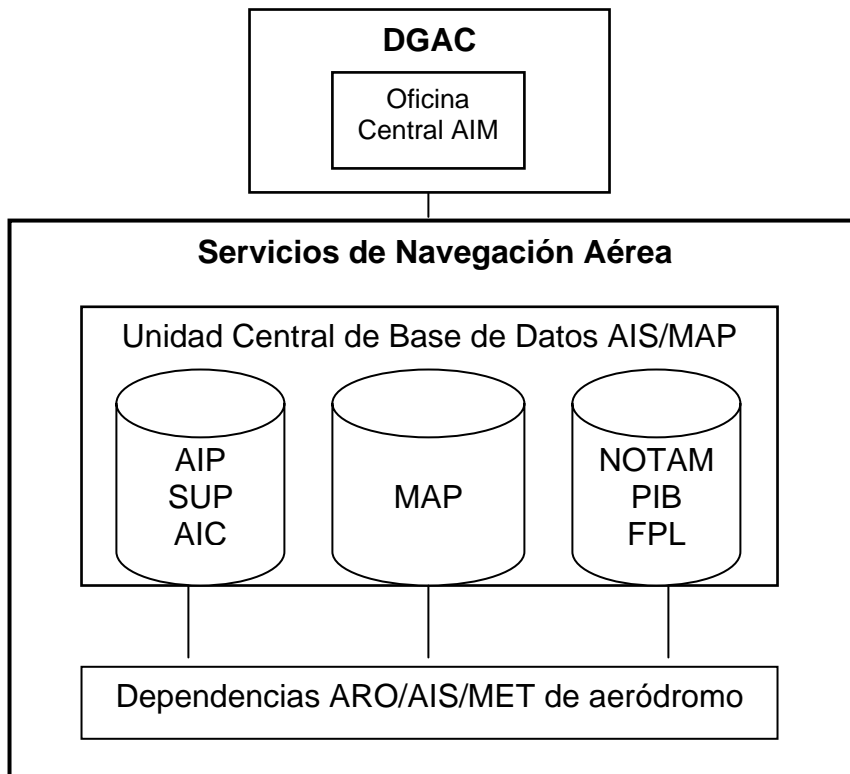 DGAC
Oficina
Central AIM
Servicios de Navegación Aérea
Unidad Central de Base de Datos AIS/MAP
AIP
SUP
AIC
MAP
NOTAM
PIB
FPL
Dependencias ARO/AIS/MET de aeródromo